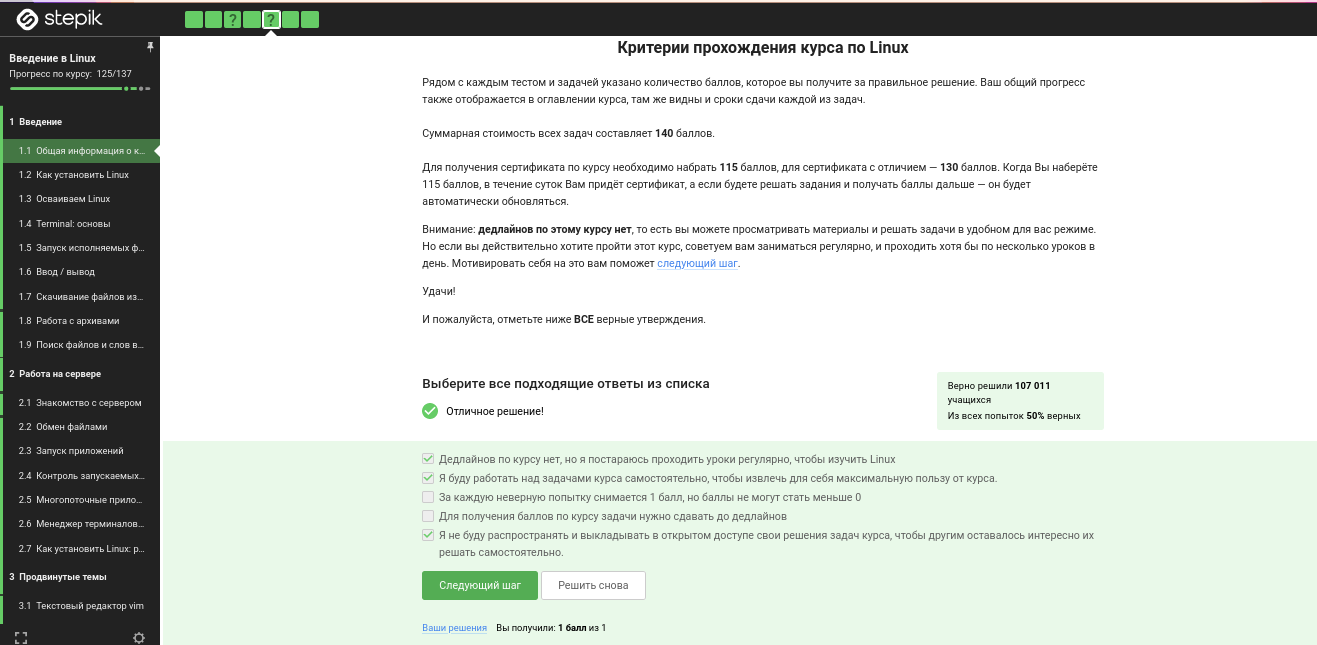 stepik
? ?
Введение в Linux
Прогресс по курсу: 125/137
1 Введение
1.1 Общая информация о к...
1.2 Как установить Linux
1.3 Осваиваем Linux
1.4 Terminal: основы
1.5 Запуск исполняемых ф...
1.6 Ввод / вывод
1.7 Скачивание файлов из...
1.8 Работа с архивами
1.9 Поиск файлов и слов в...
2 Работа на сервере
2.1 Знакомство с сервером
2.2 Обмен файлами
2.3 Запуск приложений
2.4 Контроль запускаемых...
2.5 Многопоточные прило...
2.6 Менеджер терминалов...
2.7 Как установить Linux: р...
3 Продвинутые темы
3.1 Текстовый редактор vim
Критерии прохождения курса по Linux
Рядом с каждым тестом и задачей указано количество баллов, которое вы получите за правильное решение. Ваш общий прогресс
также отображается в оглавлении курса, там же видны и сроки сдачи каждой из задач.
Суммарная стоимость всех задач составляет 140 баллов.
Для получения сертификата по курсу необходимо набрать 115 баллов, для сертификата с отличием — 130 баллов. Когда Вы наберёте
115 баллов, в течение суток Вам придёт сертификат, а если будете решать задания и получать баллы дальше — он будет
автоматически обновляться.
Внимание: дедлайнов по этому курсу нет, то есть вы можете просматривать материалы и решать задачи в удобном для вас режиме.
Но если вы действительно хотите пройти этот курс, советуем вам заниматься регулярно, и проходить хотя бы по несколько уроков в
день. Мотивировать себя на это вам поможет следующий шаг.
Удачи!
И пожалуйста, отметьте ниже ВСЕ верные утверждения.
Выберите все подходящие ответы из списка
Отличное решение!
Верно решили 107 011
учащихся
Из всех попыток 50% верных
Дедлайнов по курсу нет, но я постараюсь проходить уроки регулярно, чтобы изучить Linux
Я буду работать над задачами курса самостоятельно, чтобы извлечь для себя максимальную пользу от курса.
За каждую неверную попытку снимается 1 балл, но баллы не могут стать меньше 0
Для получения баллов по курсу задачи нужно сдавать до дедлайнов
Я не буду распространять и выкладывать в открытом доступе свои решения задач курса, чтобы другим оставалось интересно их
решать самостоятельно.
Следующий шаг
Решить снова
Ваши решения Вы получили: 1 балл из 1